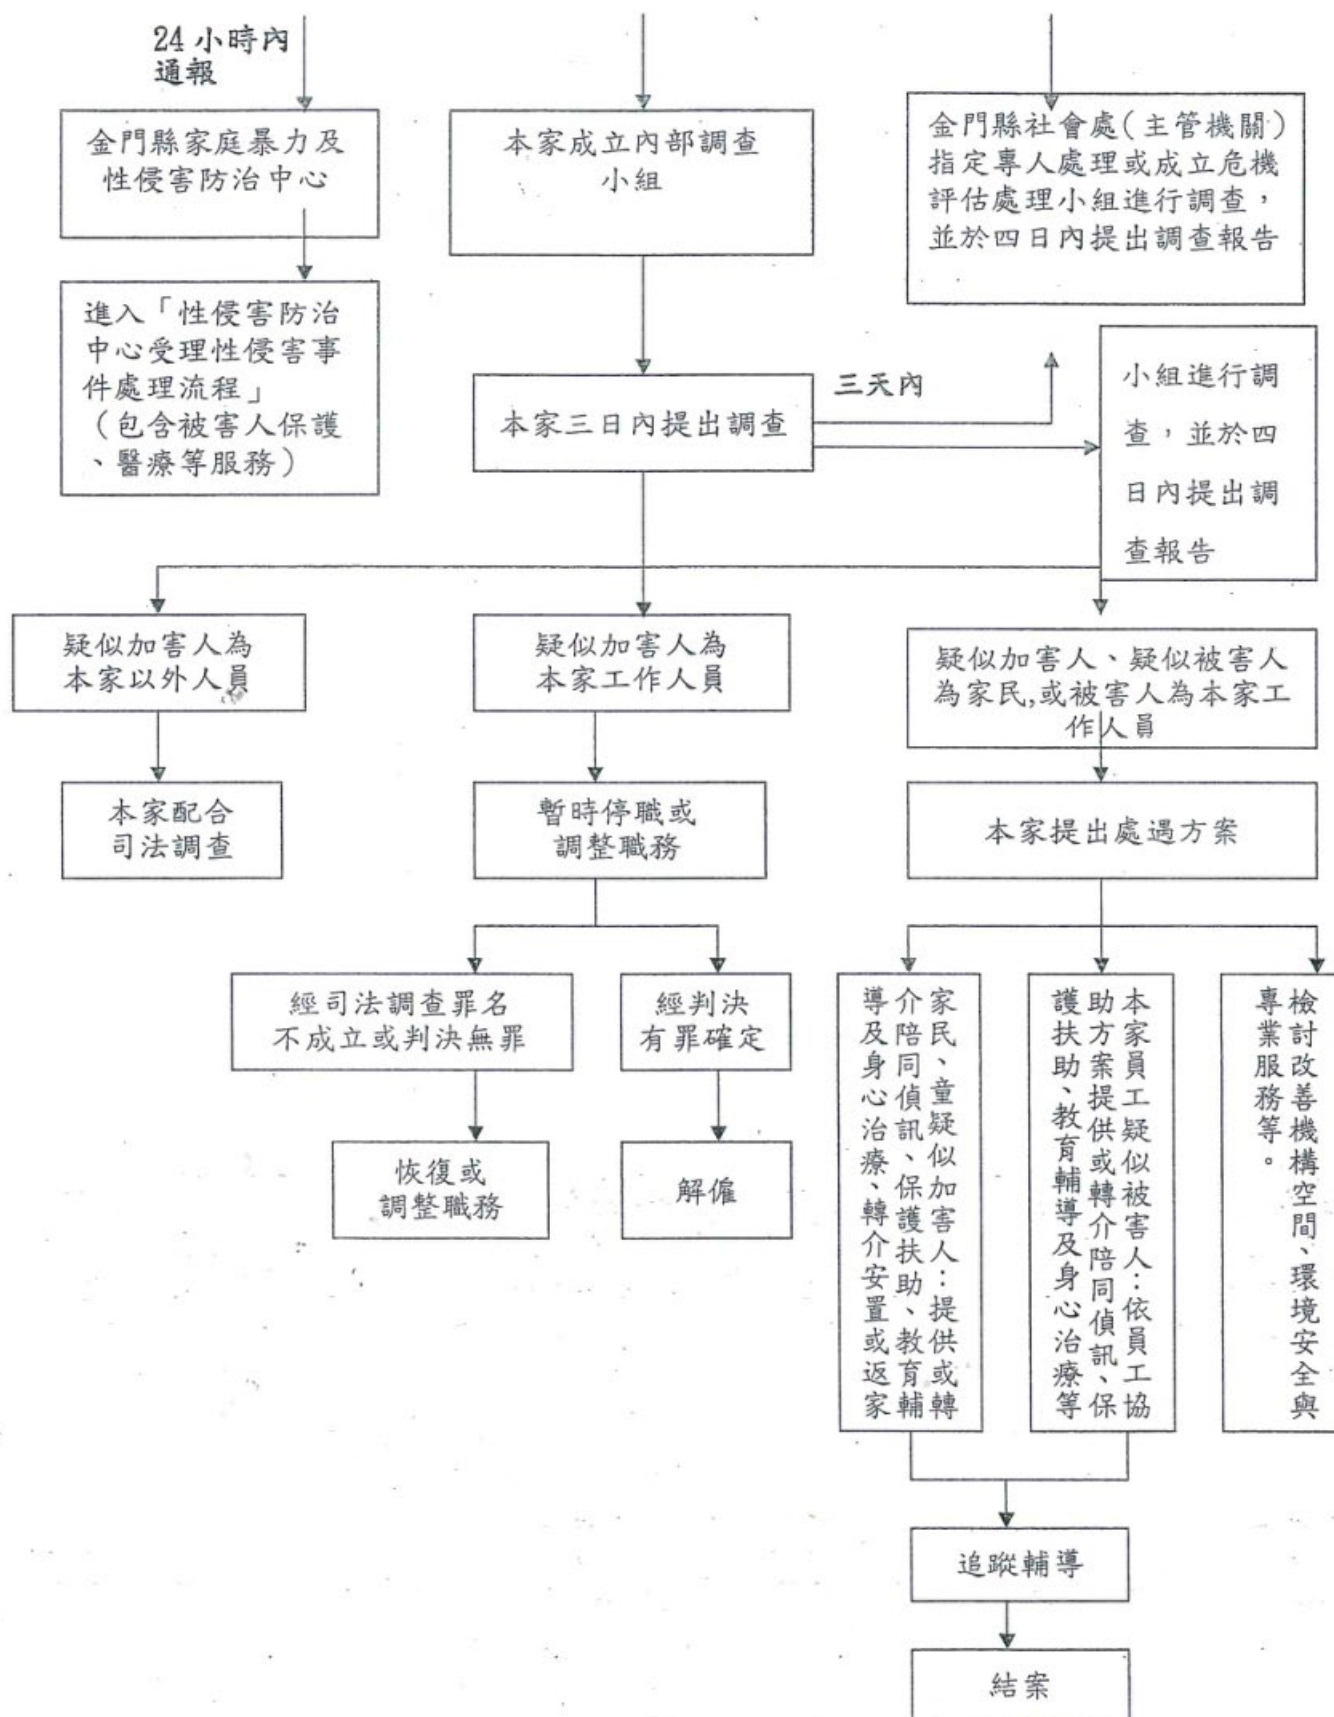 24 小時內
通報
金門縣家庭暴力及
性侵害防治中心
本家成立內部調查
小組
金門縣社會處(主管機關)
指定專人處理或成立危機
評估處理小組進行調查，
並於四日內提出調查報告
進入「性侵害防治
中心受理性侵害事
件處理流程」
（包含被害人保護
、醫療等服務）
本家三日內提出調查
三天內
小組進行調
查，並於四
日內提出調
查報告
疑似加害人為
本家以外人員
疑似加害人為
本家工作人員
疑似加害人、疑似被害人
為家民,或被害人為本家工
作人員
本家配合
司法調查
暫時停職或
調整職務
本家提出處遇方案
經司法調查罪名
不成立或判決無罪
經判決
有罪確定
恢復或
調整職務
解僱
家民、童疑似加害人：提供或轉
介陪同偵訊、保護扶助、教育輔
導及身心治療、轉介安置或返家
本家員工疑似被害人：依員工協
助方案提供或轉介陪同偵訊、保
護扶助、教育輔導及身心治療等
檢討改善機構空間、環境安全與
專業服務等。
追蹤輔導
結案